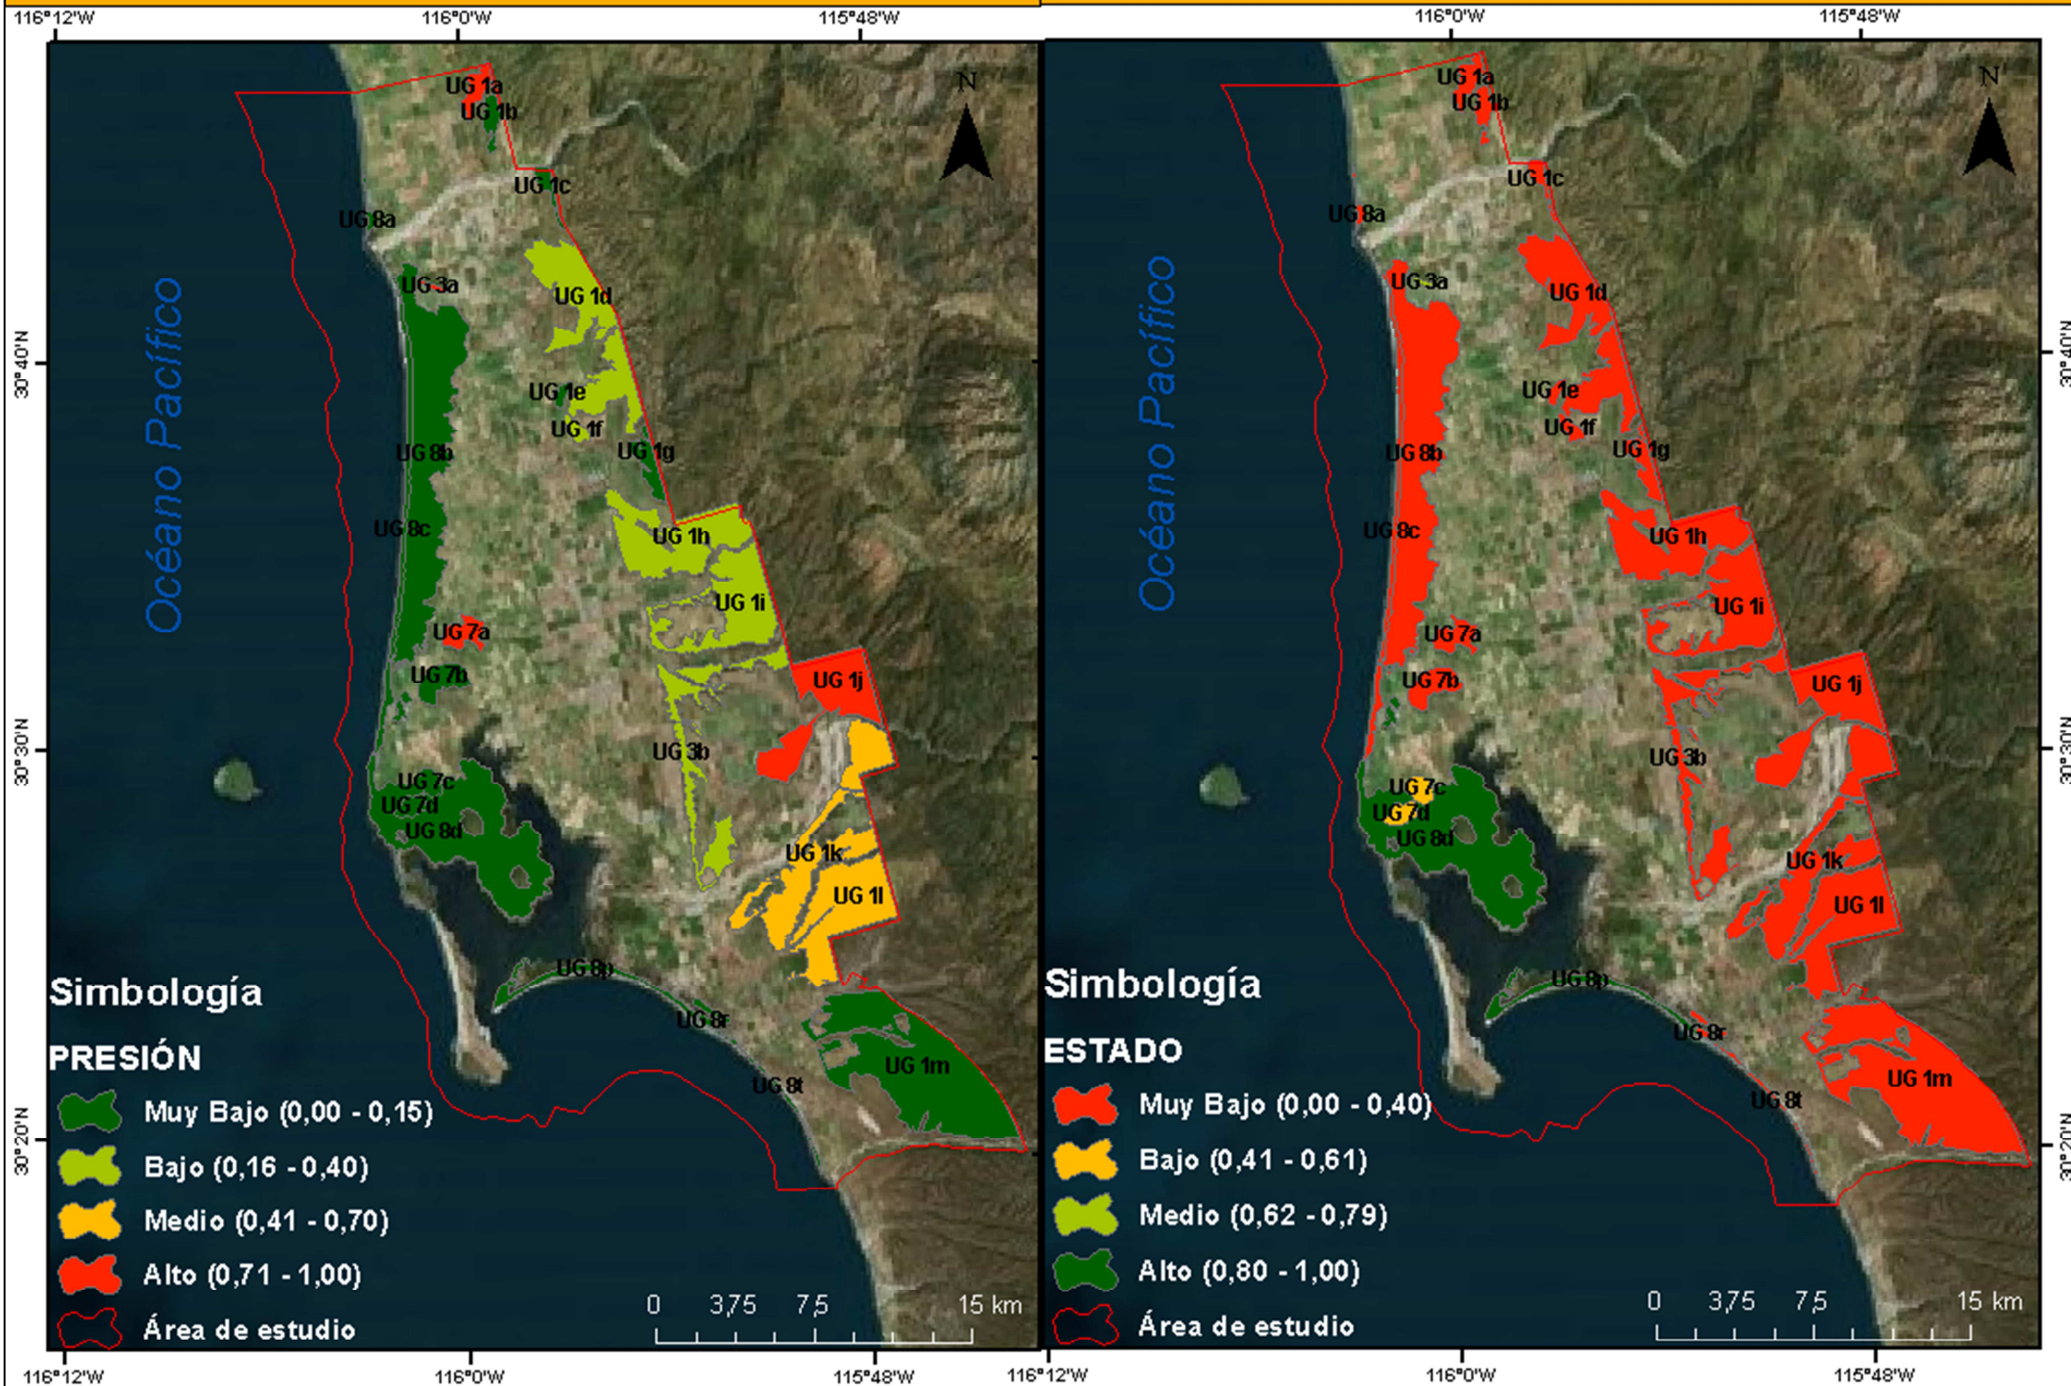 116°12'W
116°0'W
115°48'W
116°0'W
115°48'W
N
UG 1a
UG 1b
UG 1c
UG 8a
UG 3a
UG 1d
30°40'N
UG 1e
UG 1f
UG 8b
UG 1g
UG 8c
UG 1h
Océano Pacífico
UG 1i
UG 7a
UG 7b
UG 1j
30°30'N
UG 3b
UG 7c
UG 7d
UG 8d
UG 1k
UG 1l
UG 8p
UG 8r
UG 1m
UG 8t
30°20'N
Simbología
PRESIÓN
Muy Bajo (0,00 - 0,15)
Bajo (0,16 - 0,40)
Medio (0,41 - 0,70)
Alto (0,71 - 1,00)
Área de estudio
0 3,75 7,5 15 km
N
UG 1a
UG 1b
UG 1c
UG 8a
UG 3a
UG 1d
30°40'N
UG 1e
UG 1f
UG 8b
UG 1g
UG 8c
UG 1h
Océano Pacífico
UG 1i
UG 7a
UG 7b
UG 1j
30°30'N
UG 3b
UG 7c
UG 7d
UG 8d
UG 1k
UG 1l
UG 8p
UG 8r
UG 1m
UG 8t
30°20'N
Simbología
ESTADO
Muy Bajo (0,00 - 0,40)
Bajo (0,41 - 0,61)
Medio (0,62 - 0,79)
Alto (0,80 - 1,00)
Área de estudio
0 3,75 7,5 15 km
116°12'W
116°0'W
115°48'W
116°12'W
116°0'W
115°48'W